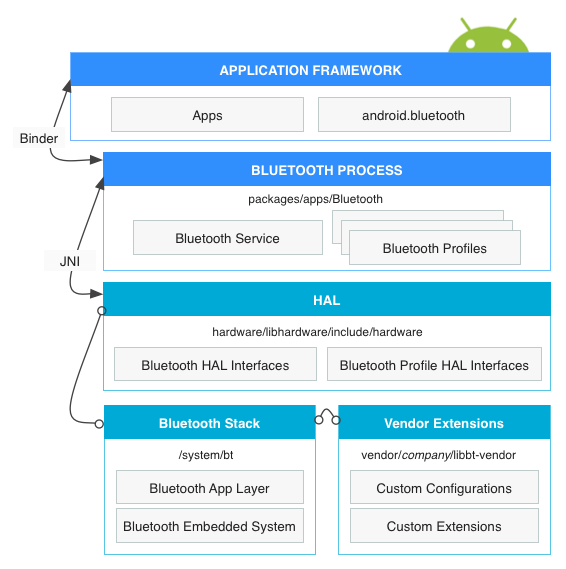 APPLICATION FRAMEWORK
Apps
android.bluetooth
Binder
BLUETOOTH PROCESS
packages/apps/Bluetooth
Bluetooth Service
Bluetooth Profiles
JNI
HAL
hardware/libhardware/include/hardware
Bluetooth HAL Interfaces
Bluetooth Profile HAL Interfaces
Bluetooth Stack
/system/bt
Bluetooth App Layer
Bluetooth Embedded System
Vendor Extensions
vendor/company/libbt-vendor
Custom Configurations
Custom Extensions